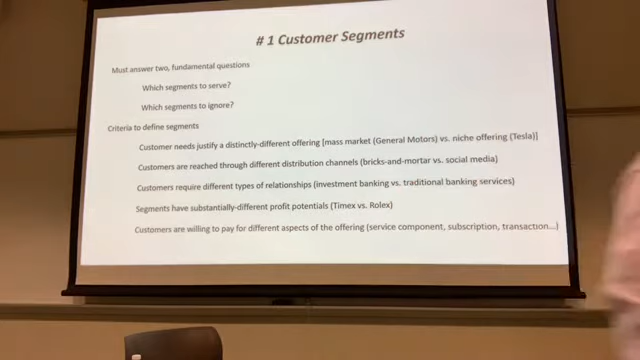 # 1 Customer Segments
Must answer two, fundamental questions
Which segments to serve?
Which segments to ignore?
Criteria to define segments
Customer needs justify a distinctly-different offering [mass market (General Motors) vs. niche offering (Tesla)]
Customers are reached through different distribution channels (bricks-and-mortar vs. social media)
Customers require different types of relationships (investment banking vs. traditional banking services)
Segments have substantially-different profit potentials (Timex vs. Rolex)
Customers are willing to pay for different aspects of the offering (service component, subscription, transaction...)